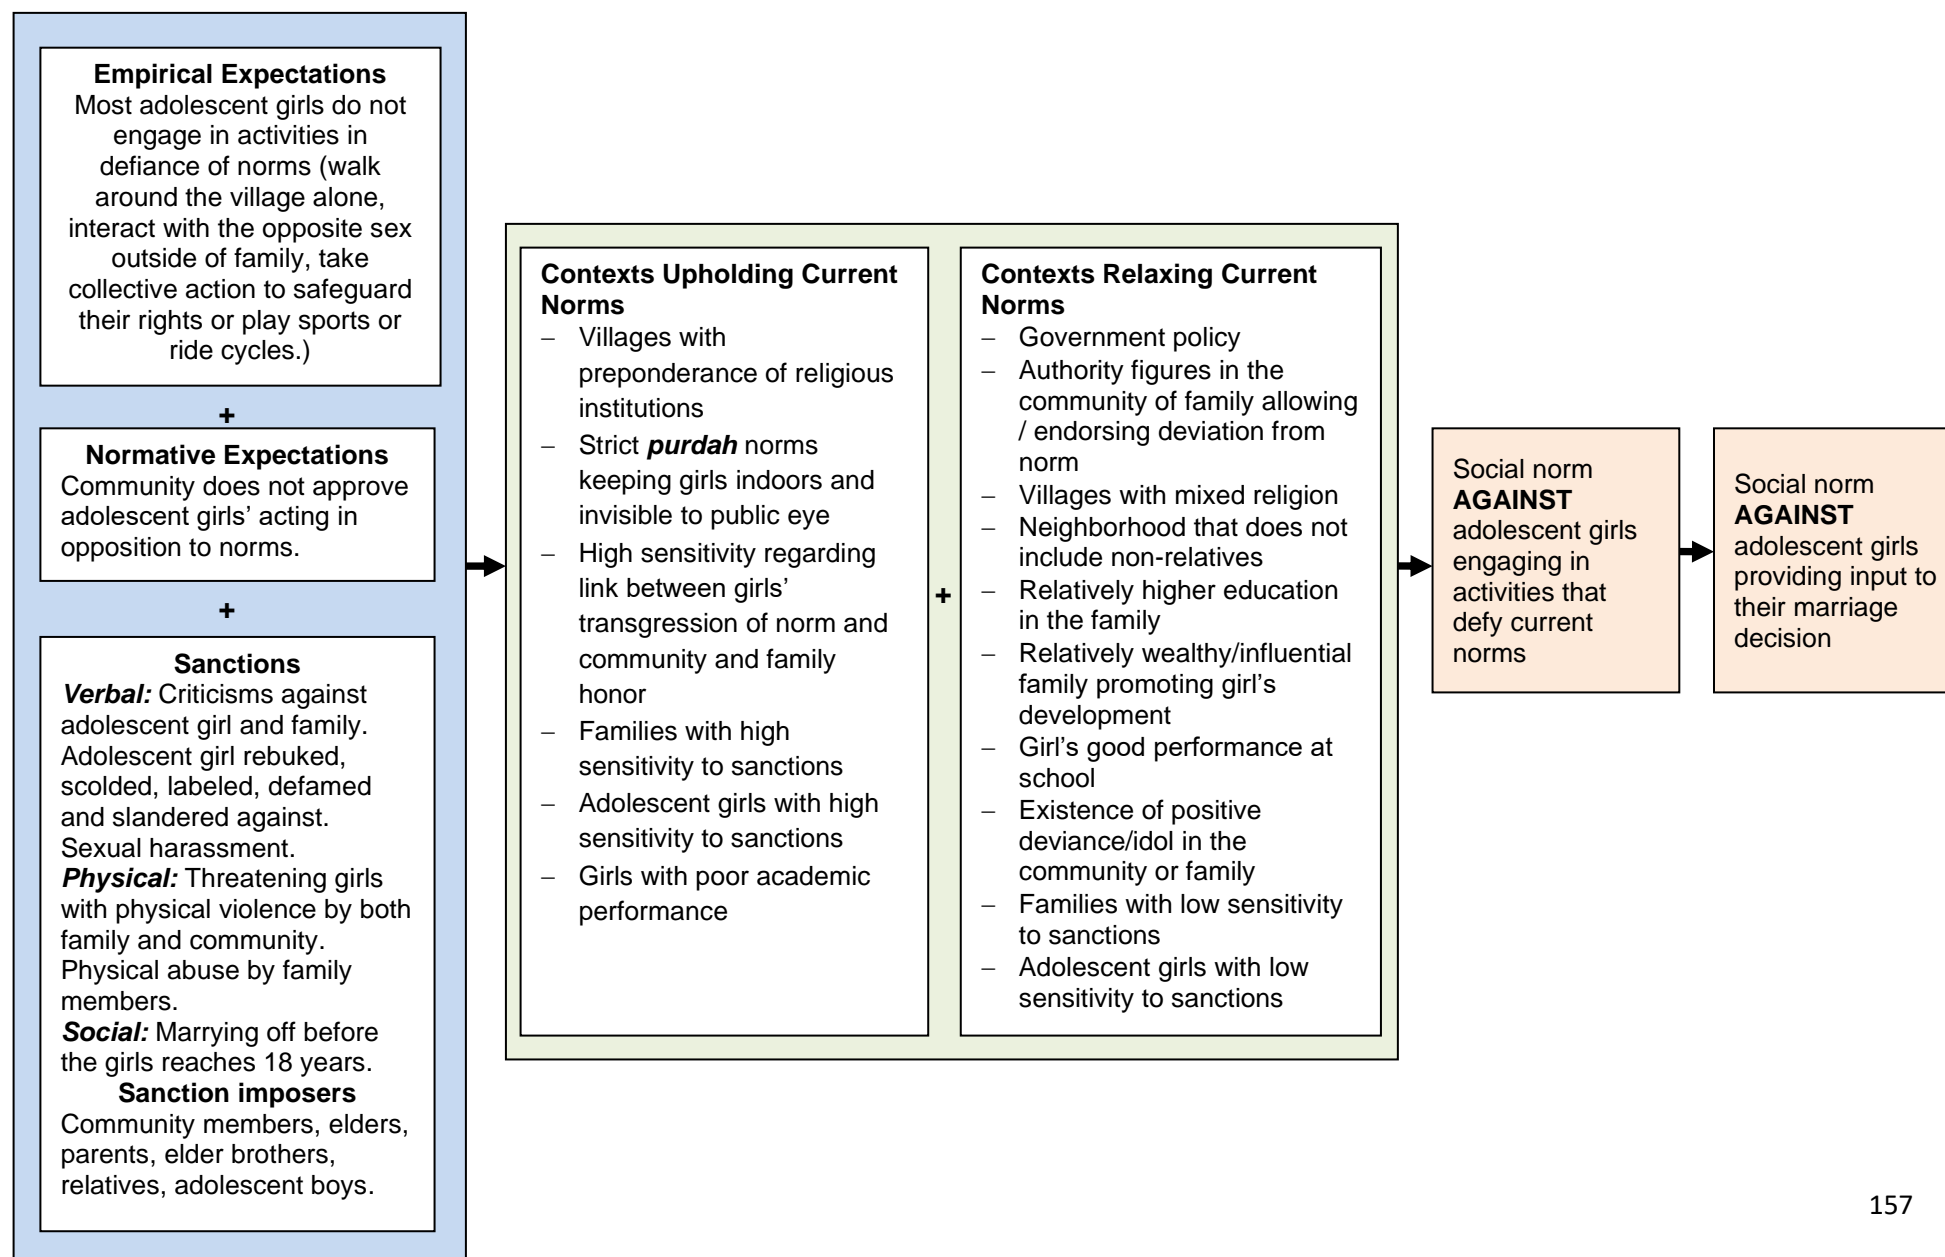 Empirical Expectations
Most adolescent girls do not
engage in activities in
defiance of norms (walk
around the village alone,
interact with the opposite sex
outside of family, take
collective action to safeguard
their rights or play sports or
ride cycles.)
+
Normative Expectations
Community does not approve
adolescent girls’ acting in
opposition to norms.
+
Sanctions
Verbal: Criticisms against
adolescent girl and family.
Adolescent girl rebuked,
scolded, labeled, defamed
and slandered against.
Sexual harassment.
Physical: Threatening girls
with physical violence by both
family and community.
Physical abuse by family
members.
Social: Marrying off before
the girls reaches 18 years.
Sanction imposers
Community members, elders,
parents, elder brothers,
relatives, adolescent boys.
Contexts Upholding Current
Norms
– Villages with
preponderance of religious
institutions
– Strict purdah norms
keeping girls indoors and
invisible to public eye
– High sensitivity regarding
link between girls’
transgression of norm and
community and family
honor
– Families with high
sensitivity to sanctions
– Adolescent girls with high
sensitivity to sanctions
– Girls with poor academic
performance
+
Contexts Relaxing Current
Norms
– Government policy
– Authority figures in the
community of family allowing
/ endorsing deviation from
norm
– Villages with mixed religion
– Neighborhood that does not
include non-relatives
– Relatively higher education
in the family
– Relatively wealthy/influential
family promoting girl’s
development
– Girl’s good performance at
school
– Existence of positive
deviance/idol in the
community or family
– Families with low sensitivity
to sanctions
– Adolescent girls with low
sensitivity to sanctions
Social norm
AGAINST
adolescent girls
engaging in
activities that
defy current
norms
Social norm
AGAINST
adolescent girls
providing input to
their marriage
decision
157